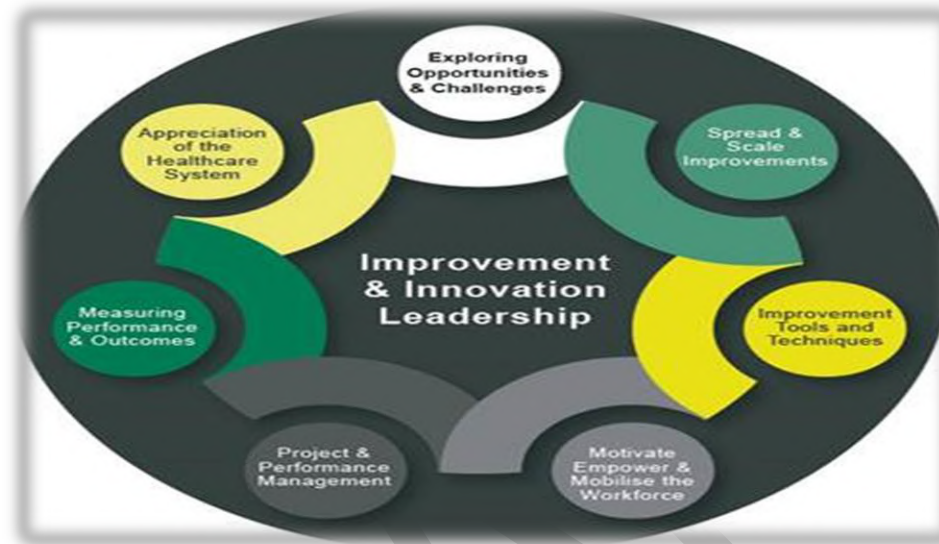 Exploring
Opportunities
& Challenges
Appreciation
of the
Healthcare
System
Spread &
Scale
Improvements
Improvement
& Innovation
Leadership
Measuring
Performance
& Outcomes
Improvement
Tools and
Techniques
Project &
Performance
Management
Motivate
Empower &
Mobilise the
Workforce